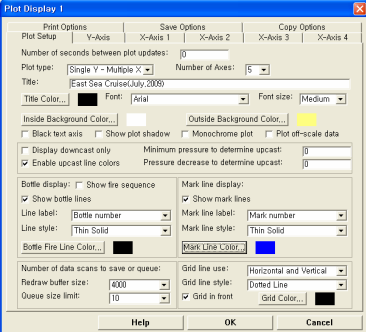 Plot Display 1
Print Options Save Options Copy Options
Plot Setup Y-Axis X-Axis 1 X-Axis 2 X-Axis 3 X-Axis 4
Number of seconds between plot updates: 0
Plot type: Single Y - Multiple X Number of Axes: 5
Title: East Sea Cruise(July,2009)
Title Color... Font: Arial Font size: Medium
Inside Background Color... Outside Background Color...
Black text axis Show plot shadow Monochrome plot Plot off-scale data
Display downcast only Minimum pressure to determine upcast: 0
Enable upcast line colors Pressure decrease to determine upcast: 0
Bottle display: Show fire sequence
Show bottle lines
Line label: Bottle number
Line style: Thin Solid
Bottle Fire Line Color...
Mark line display:
Show mark lines
Mark line label: Mark number
Mark line style: Thin Solid
Mark Line Color...
Number of data scans to save or queue:
Redraw buffer size: 4000
Queue size limit: 10
Grid line use: Horizontal and Vertical
Grid line style: Dotted Line
Grid in front Grid Color...
Help OK Cancel